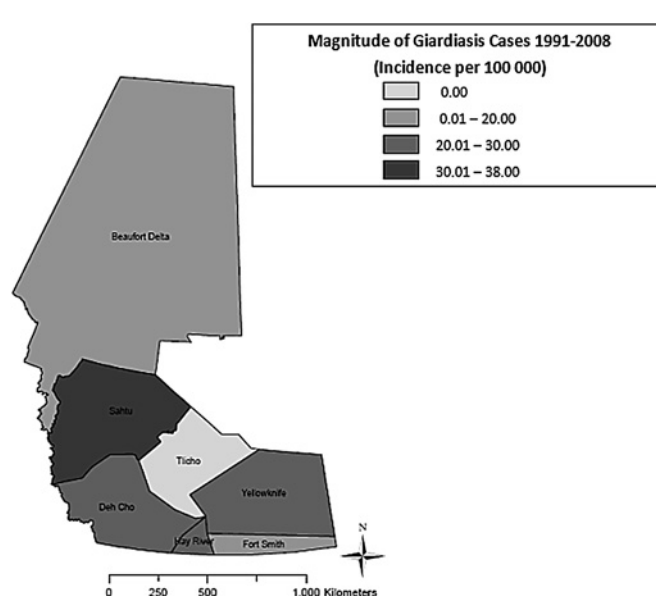 Magnitude of Giardiasis Cases 1991-2008
(Incidence per 100 000)
0.00
0.01 – 20.00
20.01 – 30.00
30.01 – 38.00
Beaufort Delta
Sahtu
Tlicho
Yellowknife
Deh Cho
Hay River
Fort Smith
N
0 250 500 1,000 Kilometers